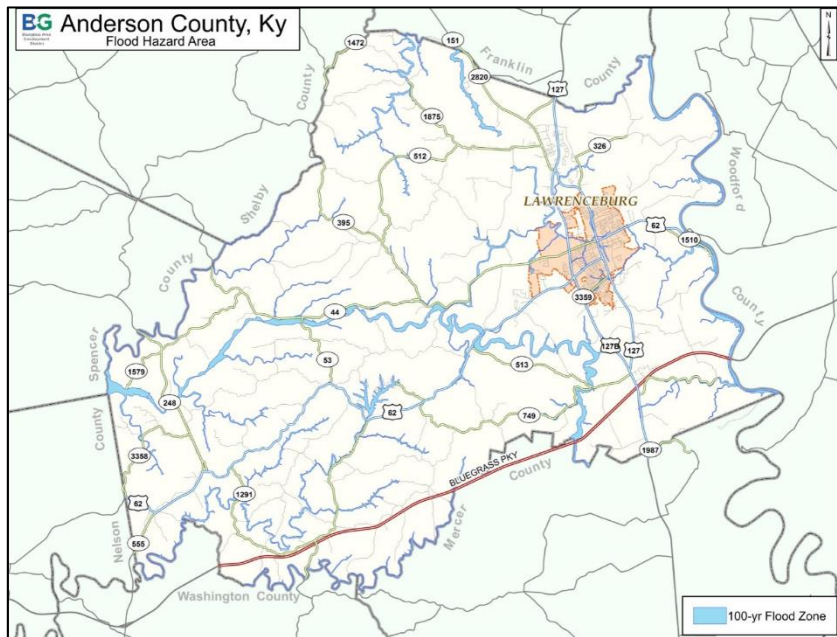 BG
Anderson County, Ky
Flood Hazard Area
N
1472
151
Franklin
County
2820
127
1875
County
326
512
Woodford
LAWRENCEBURG
Shelby
395
62
1510
County
3359
44
County
127B
127
53
513
Spencer
1579
248
62
749
County
1987
3358
BLUEGRASS PKY
County
62
1291
Mercer
555
Nelson
Washington County
100-yr Flood Zone